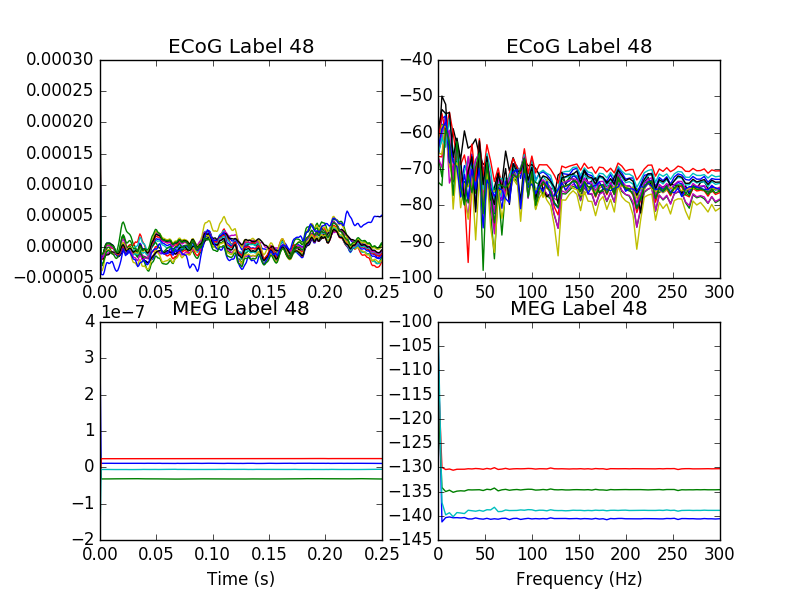 ECoG Label 48
0.00030
0.00025
0.00020
0.00015
0.00010
0.00005
0.00000
−0.00005
0.00 0.05 0.10 0.15 0.20 0.25
ECoG Label 48
−40
−50
−60
−70
−80
−90
−100
0 50 100 150 200 250 300
MEG Label 48
1e−7
4
3
2
1
0
−1
−2
0.00 0.05 0.10 0.15 0.20 0.25
Time (s)
MEG Label 48
−100
−105
−110
−115
−120
−125
−130
−135
−140
−145
0 50 100 150 200 250 300
Frequency (Hz)